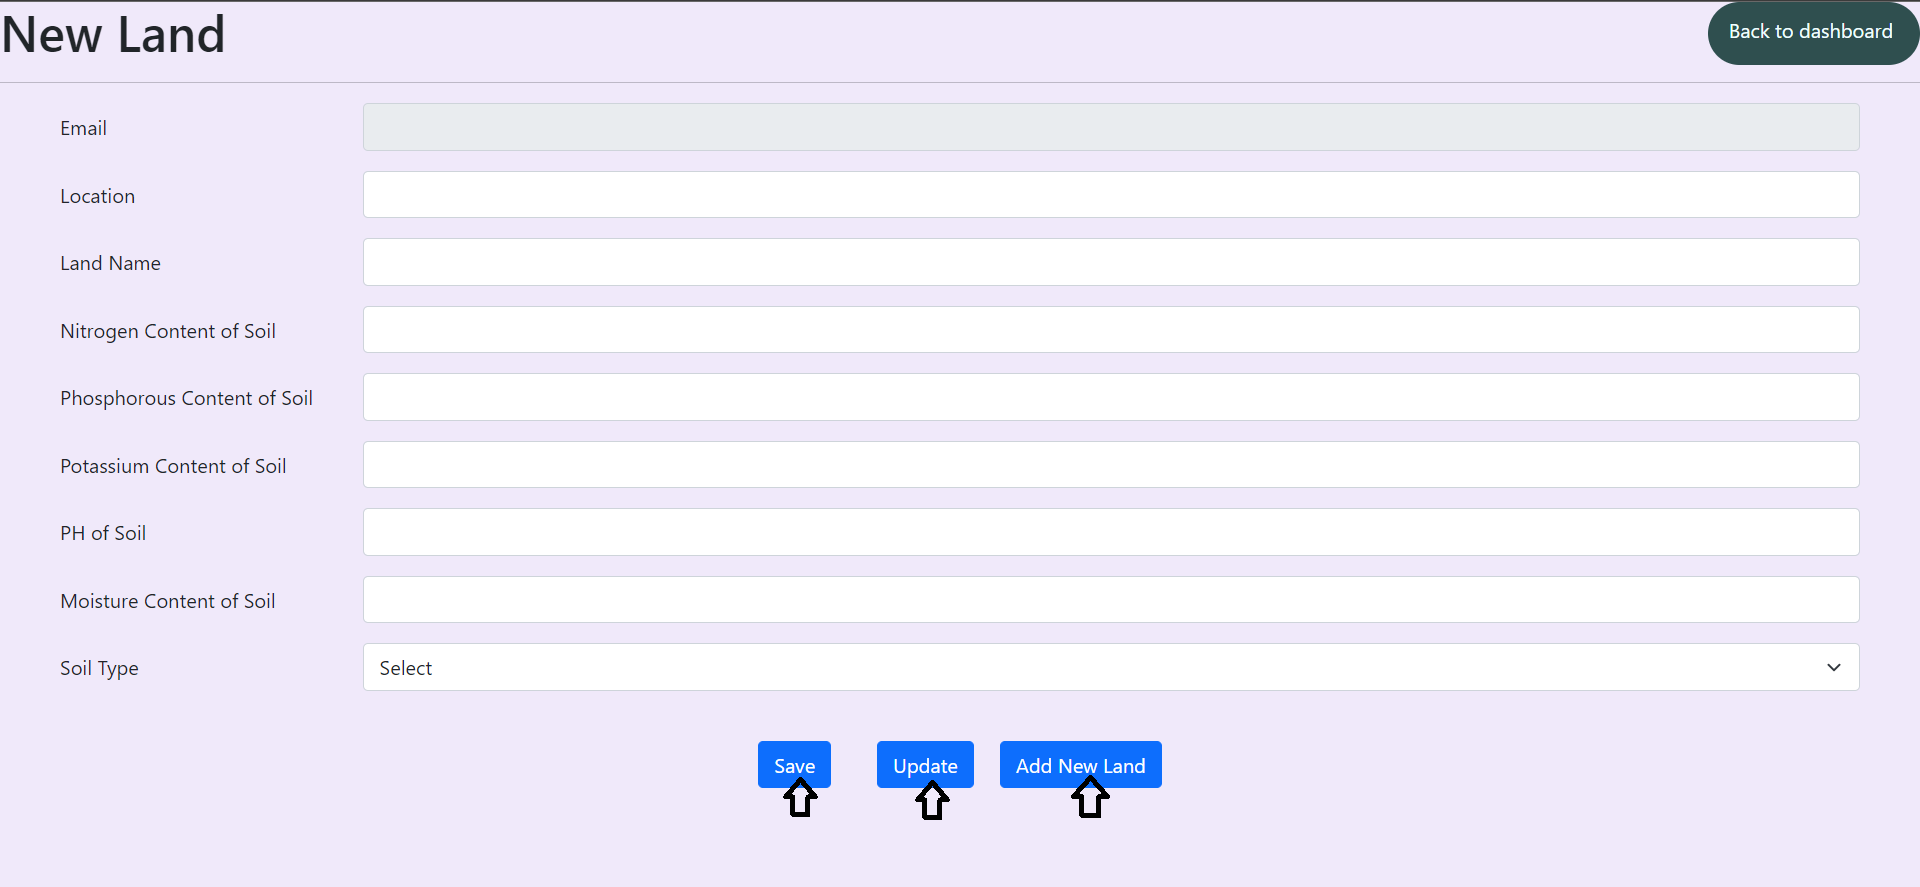 New Land
Back to dashboard
Email
Location
Land Name
Nitrogen Content of Soil
Phosphorous Content of Soil
Potassium Content of Soil
PH of Soil
Moisture Content of Soil
Soil Type
Select
Save
Update
Add New Land